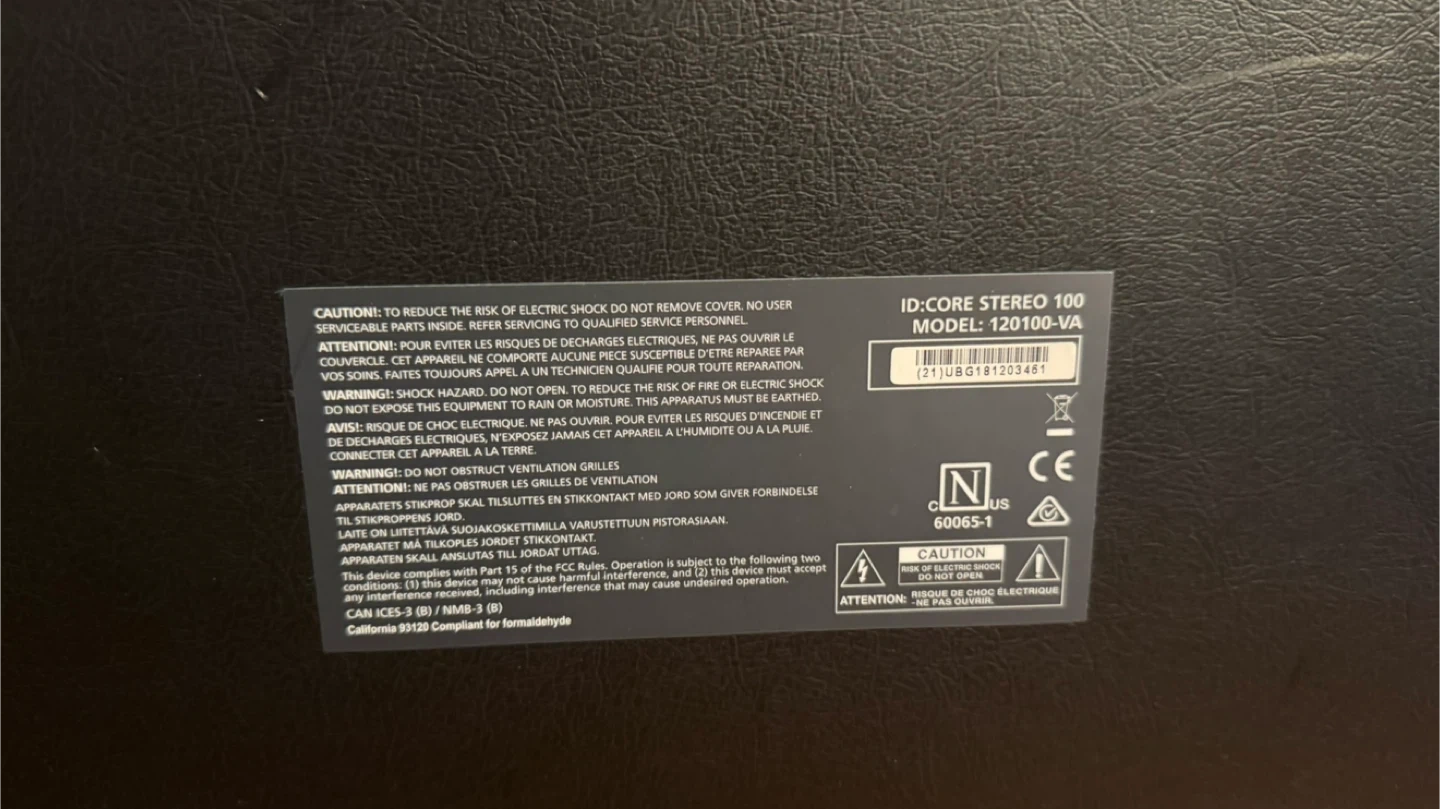 CAUTION!: TO REDUCE THE RISK OF ELECTRIC SHOCK DO NOT REMOVE COVER. NO USER
SERVICEABLE PARTS INSIDE. REFER SERVICING TO QUALIFIED SERVICE PERSONNEL.
ATTENTION!: POUR EVITER LES RISQUES DE DECHARGES ELECTRIQUES, NE PAS OUVRIR LE
COUVERCLE. CET APPAREIL NE COMPORTE AUCUNE PIECE SUSCEPTIBLE D'ETRE REPAREE PAR
VOS SOINS. FAITES TOUJOURS APPEL A UN TECHNICIEN QUALIFIE POUR TOUTE REPARATION.
WARNING!: SHOCK HAZARD. DO NOT OPEN. TO REDUCE THE RISK OF FIRE OR ELECTRIC SHOCK
DO NOT EXPOSE THIS EQUIPMENT TO RAIN OR MOISTURE. THIS APPARATUS MUST BE EARTHED.
AVIS!: RISQUE DE CHOC ELECTRIQUE. NE PAS OUVRIR. POUR EVITER LES RISQUES D'INCENDIE ET
DE DECHARGES ELECTRIQUES, N'EXPOSEZ JAMAIS CET APPAREIL A L'HUMIDITE OU A LA PLUIE.
CONNECTER CET APPAREIL A LA TERRE.
WARNING!: DO NOT OBSTRUCT VENTILATION GRILLES
ATTENTION!: NE PAS OBSTRUER LES GRILLES DE VENTILATION
APPARATETS STIKPROP SKAL TILSLUTTES EN STIKKONTAKT MED JORD SOM GIVER FORBINDELSE
TIL STIKPROPPENS JORD.
LAITE ON LIITETTÄVÄ SUOJAKOSKETTIMILLA VARUSTETTUUN PISTORASIAAN.
APPARATET MÅ TILKOPLES JORDET STIKKONTAKT.
APPARATEN SKALL ANSLUTAS TILL JORDAT UTTAG.
This device complies with Part 15 of the FCC Rules. Operation is subject to the following two
conditions: (1) this device may not cause harmful interference, and (2) this device must accept
any interference received, including interference that may cause undesired operation.
CAN ICES-3 (B) / NMB-3 (B)
California 93120 Compliant for formaldehyde
ID:CORE STEREO 100
MODEL: 120100-VA
(21)UBG181203461
CE
C N US
60065-1
CAUTION
RISK OF ELECTRIC SHOCK
DO NOT OPEN
ATTENTION: RISQUE DE CHOC ÉLECTRIQUE
-NE PAS OUVRIR.